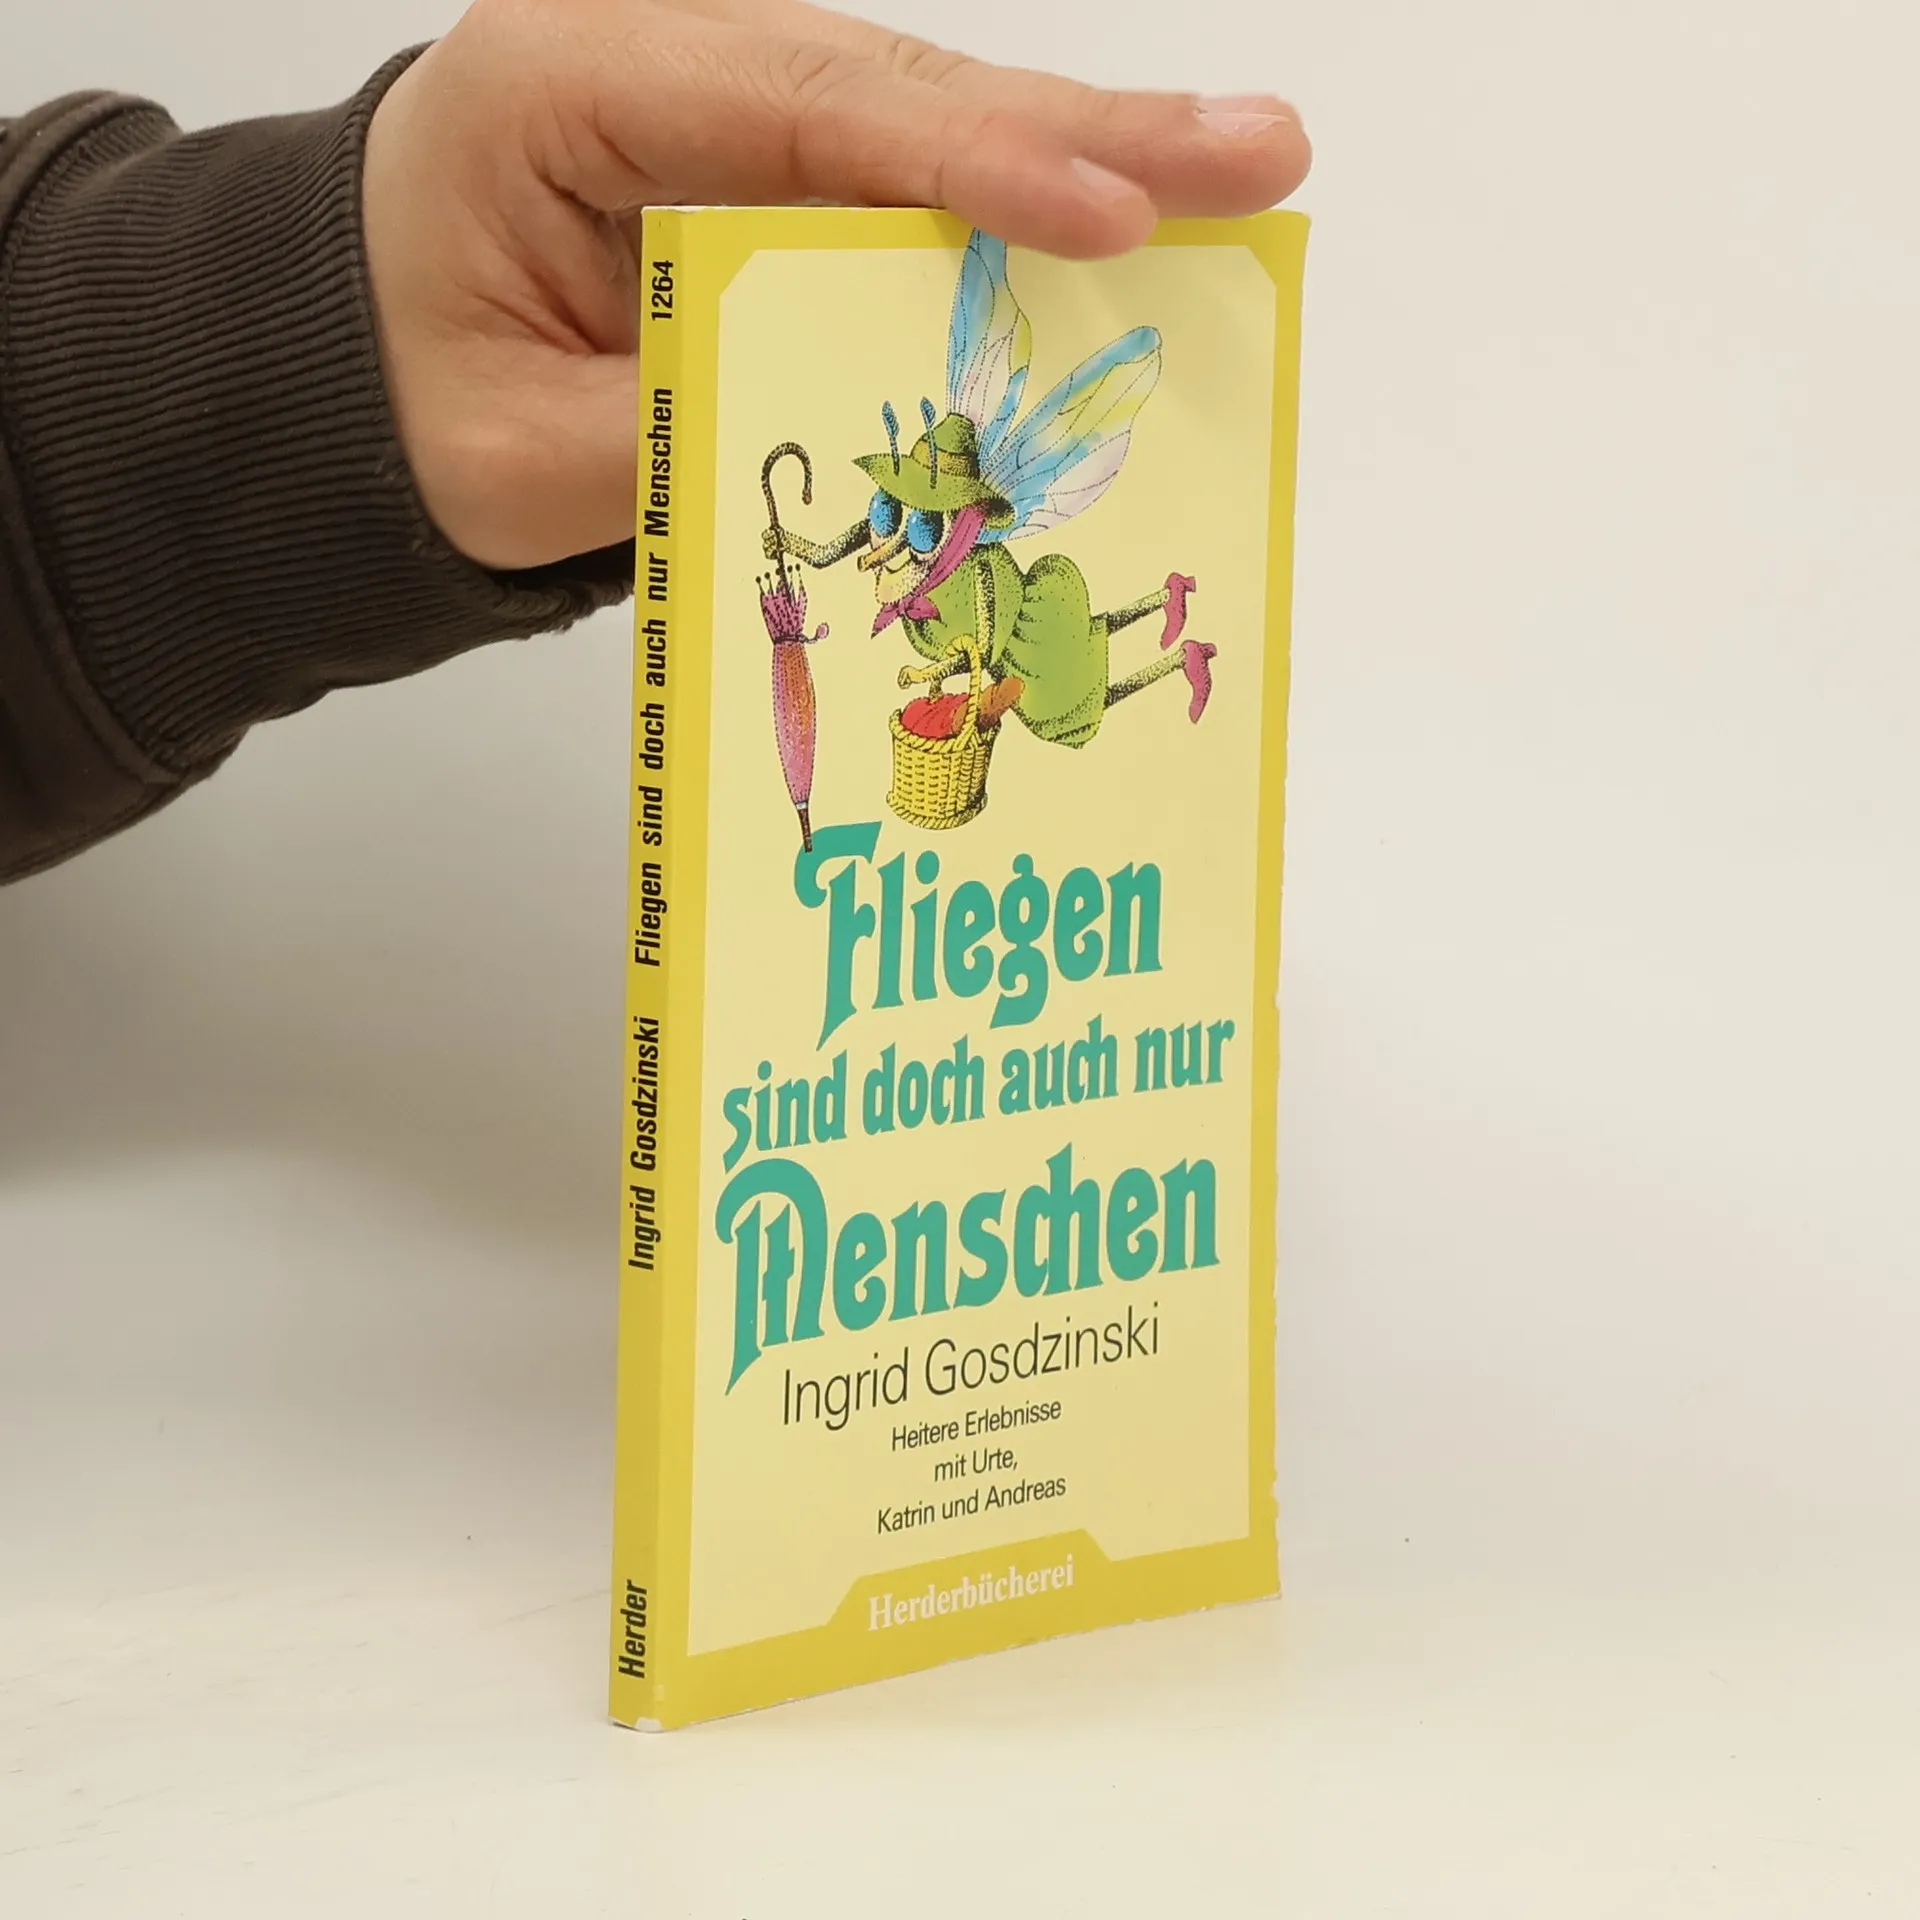 Ingrid Gosdzinski Fliegen sind doch auch nur Menschen 1264
Herder
Fliegen
sind doch auch nur
Menschen
Ingrid Gosdzinski
Heitere Erlebnisse
mit Urte,
Katrin und Andreas
Herderbücherei